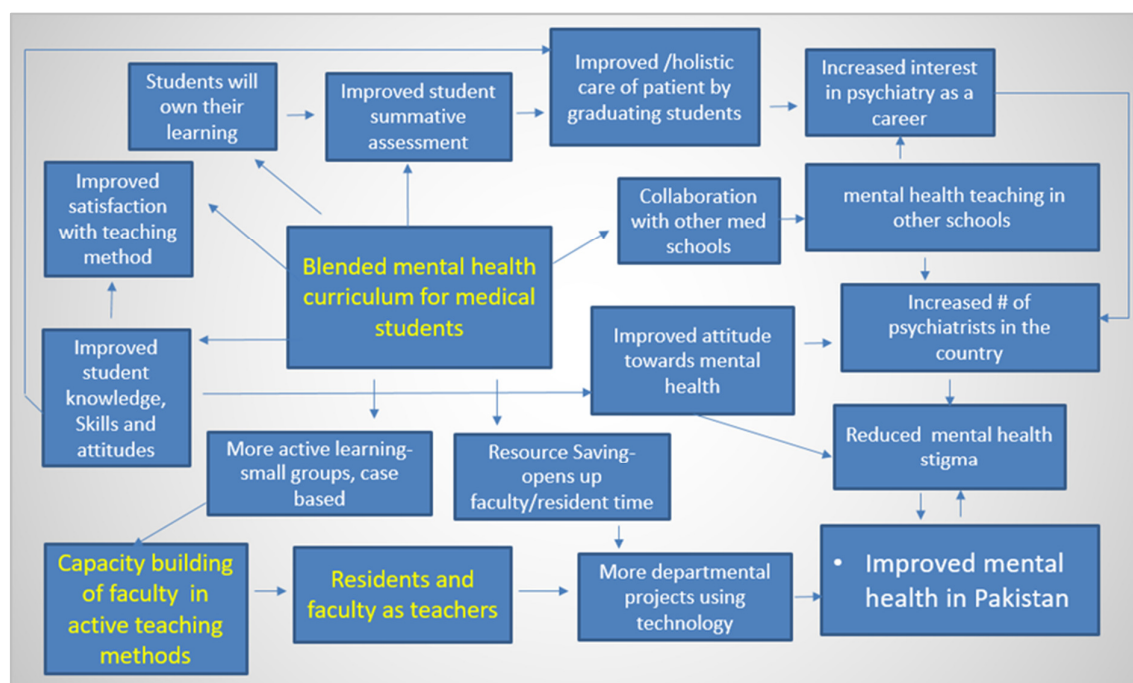 Students will
own their
learning
Improved student
summative
assessment
Improved /holistic
care of patient by
graduating students
Increased interest
in psychiatry as a
career
Improved
satisfaction
with teaching
method
Blended mental health
curriculum for medical
students
Collaboration
with other med
schools
mental health teaching in
other schools
Improved
student
knowledge,
Skills and
attitudes
Improved attitude
towards mental
health
Increased # of
psychiatrists in the
country
More active learning-
small groups, case
based
Resource Saving-
opens up
faculty/resident time
Reduced mental health
stigma
Capacity building
of faculty in
active teaching
methods
Residents and
faculty as teachers
More departmental
projects using
technology
• Improved mental
health in Pakistan